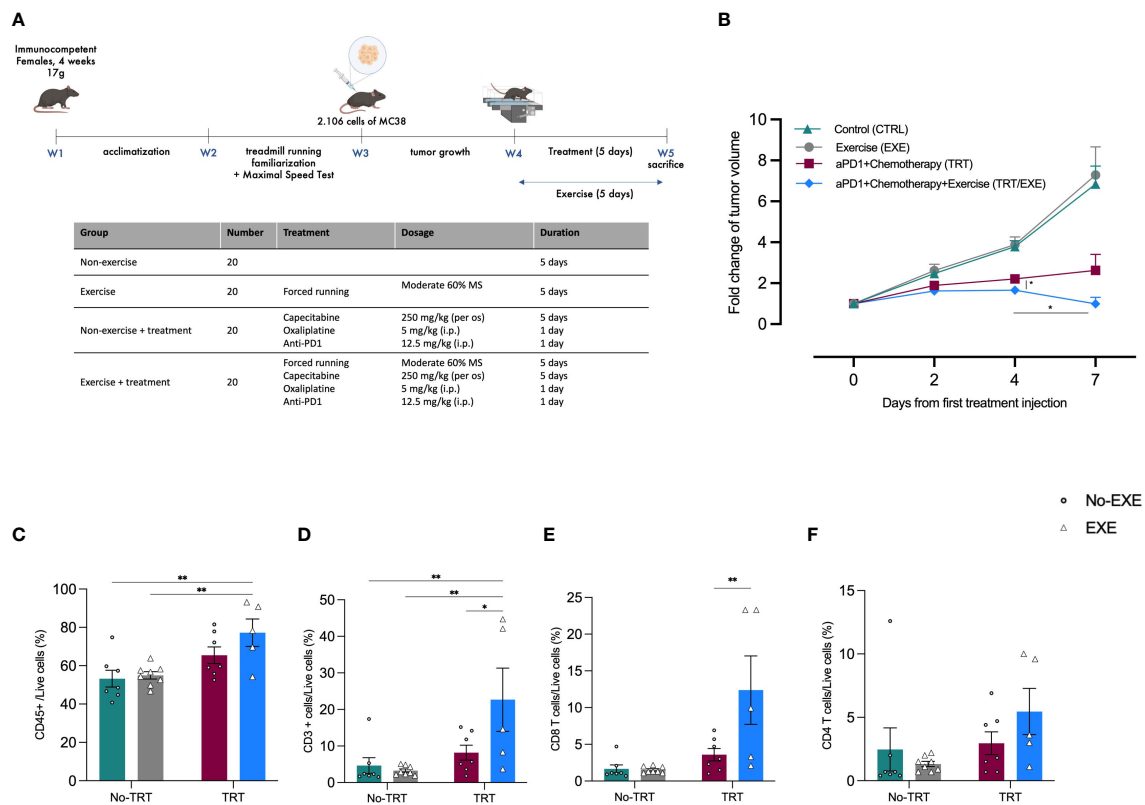 A
Immunocompetent
Females, 4 weeks
17g
2.106 cells of MC38
W1
acclimatization
W2
treadmill running
familiarization
+ Maximal Speed Test
W3
tumor growth
W4
Treatment (5 days)
W5
sacrifice
Exercise (5 days)
Group Number Treatment Dosage Duration
Non-exercise 20 5 days
Exercise 20 Forced running Moderate 60% MS 5 days
Non-exercise + treatment 20
Capecitabine 250 mg/kg (per os) 5 days
Oxaliplatine 5 mg/kg (i.p.) 1 day
Anti-PD1 12.5 mg/kg (i.p.) 1 day
Exercise + treatment 20
Forced running Moderate 60% MS 5 days
Capecitabine 250 mg/kg (per os) 5 days
Oxaliplatine 5 mg/kg (i.p.) 1 day
Anti-PD1 12.5 mg/kg (i.p.) 1 day
B
Fold change of tumor volume
10
8
6
4
2
0
Control (CTRL)
Exercise (EXE)
aPD1+Chemotherapy (TRT)
aPD1+Chemotherapy+Exercise (TRT/EXE)
*
*
0 2 4 7
Days from first treatment injection
No-EXE
EXE
C
CD45+ /Live cells (%)
100
80
60
40
20
0
**
**
No-TRT TRT
D
CD3 + cells/Live cells (%)
50
40
30
20
10
0
**
**
*
No-TRT TRT
E
CD8 T cells/Live cells (%)
25
20
15
10
5
0
**
No-TRT TRT
F
CD4 T cells/Live cells (%)
15
10
5
0
No-TRT TRT